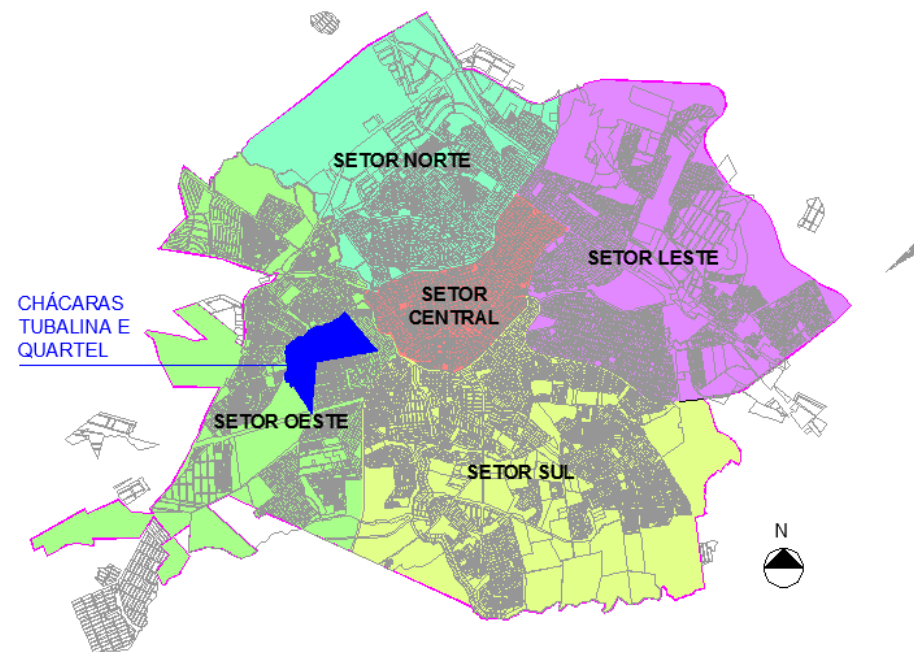 SETOR NORTE
SETOR LESTE
SETOR
CENTRAL
CHÁCARAS
TUBALINA E
QUARTEL
SETOR OESTE
SETOR SUL
N